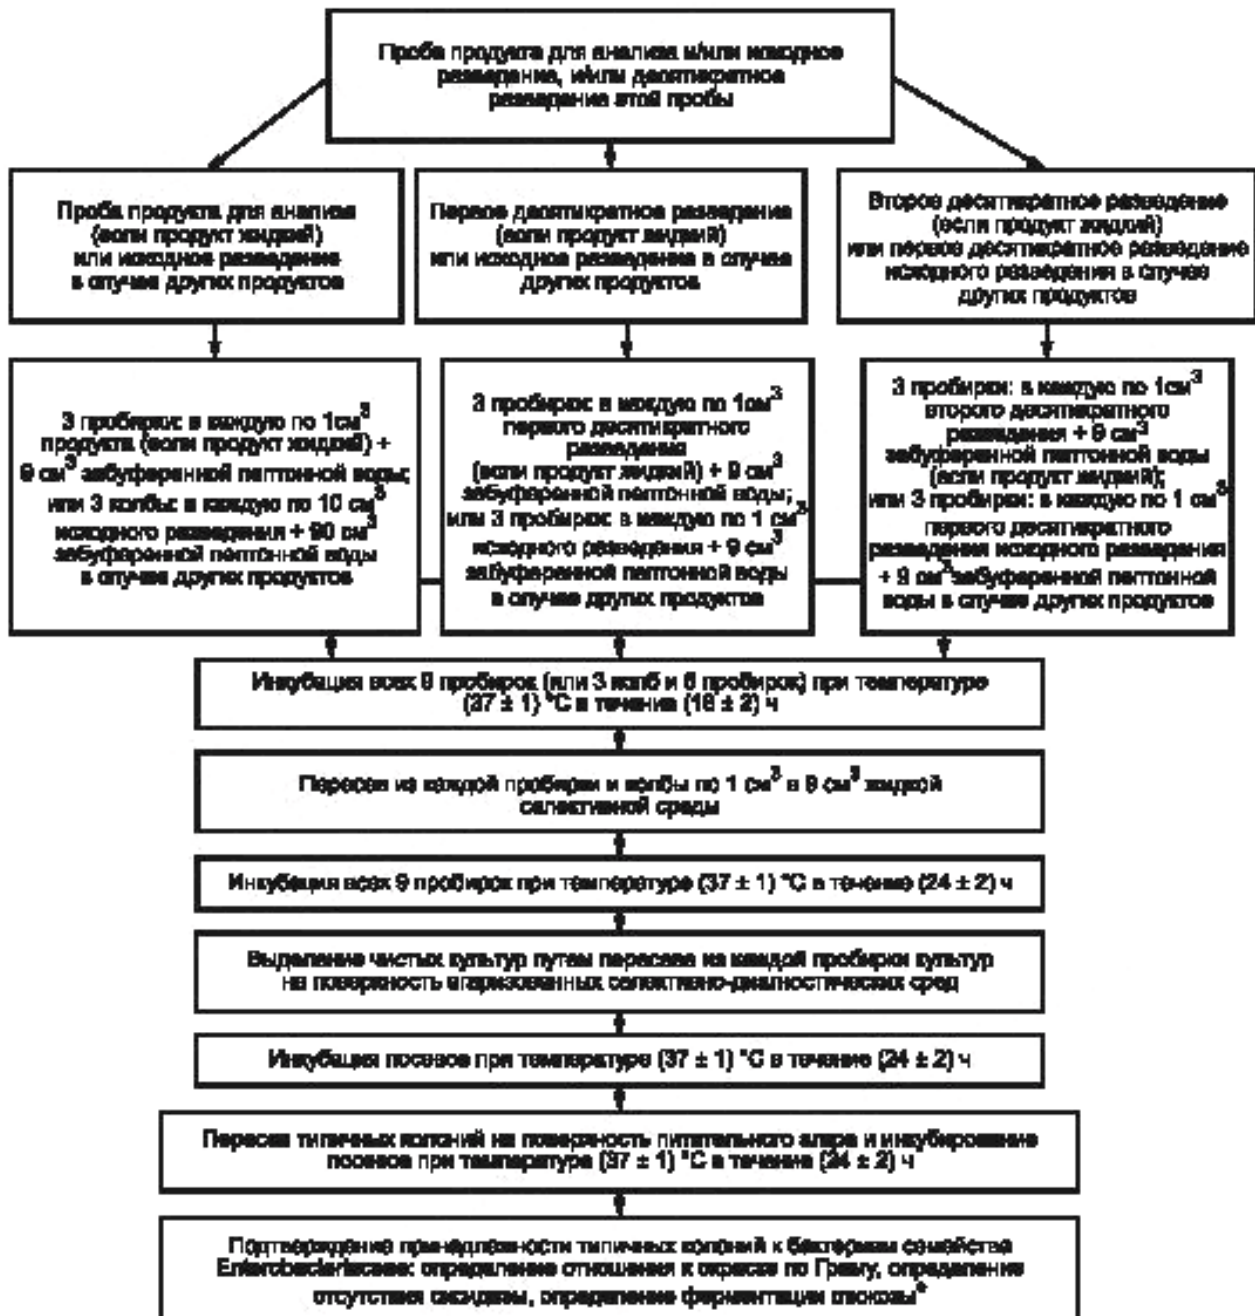 Проба продукта для анализа и/или исходное
разведение, и/или десятикратное
разведение этой пробы
Проба продукта для анализа
(если продукт жидкий)
или исходное разведение
в случае других продуктов
Первое десятикратное разведение
(если продукт жидкий)
или исходное разведение в случае
других продуктов
Второе десятикратное разведение
(если продукт жидкий)
или первое десятикратное разведение
исходного разведения в случае
других продуктов
3 пробирки: в каждую по 1см³
продукта (если продукт жидкий) +
9 см³ забуференной пептонной воды;
или 3 колбы: в каждую по 10 см³
исходного разведения + 90 см³
забуференной пептонной воды
в случае других продуктов
3 пробирки: в каждую по 1см³
первого десятикратного
разведения
(если продукт жидкий) + 9 см³
забуференной пептонной воды;
или 3 пробирки: в каждую по 1 см³
исходного разведения + 9 см³
забуференной пептонной воды
в случае других продуктов
3 пробирки: в каждую по 1см³
второго десятикратного
разведения + 9 см³
забуференной пептонной воды
(если продукт жидкий);
или 3 пробирки: в каждую по 1 см³
первого десятикратного
разведения исходного разведения
+ 9 см³ забуференной пептонной
воды в случае других продуктов
Инкубация всех 9 пробирок (или 3 колб и 6 пробирок) при температуре
(37 ± 1) °С в течение (18 ± 2) ч
Пересев из каждой пробирки и колбы по 1 см³ в 9 см³ жидкой
селективной среды
Инкубация всех 9 пробирок при температуре (37 ± 1) °С в течение (24 ± 2) ч
Выделение чистых культур путем пересева из каждой пробирки культур
на поверхность агаризованных селективно-диагностических сред
Инкубация посевов при температуре (37 ± 1) °С в течение (24 ± 2) ч
Пересев типичных колоний на поверхность питательного агара и инкубирование
посевов при температуре (37 ± 1) °С в течение (24 ± 2) ч
Подтверждение принадлежности типичных колоний к бактериям семейства
Enterobacteriaceae: определение отношения к окраске по Граму, определения
отсутствия оксидазы, определение ферментации глюкозы*